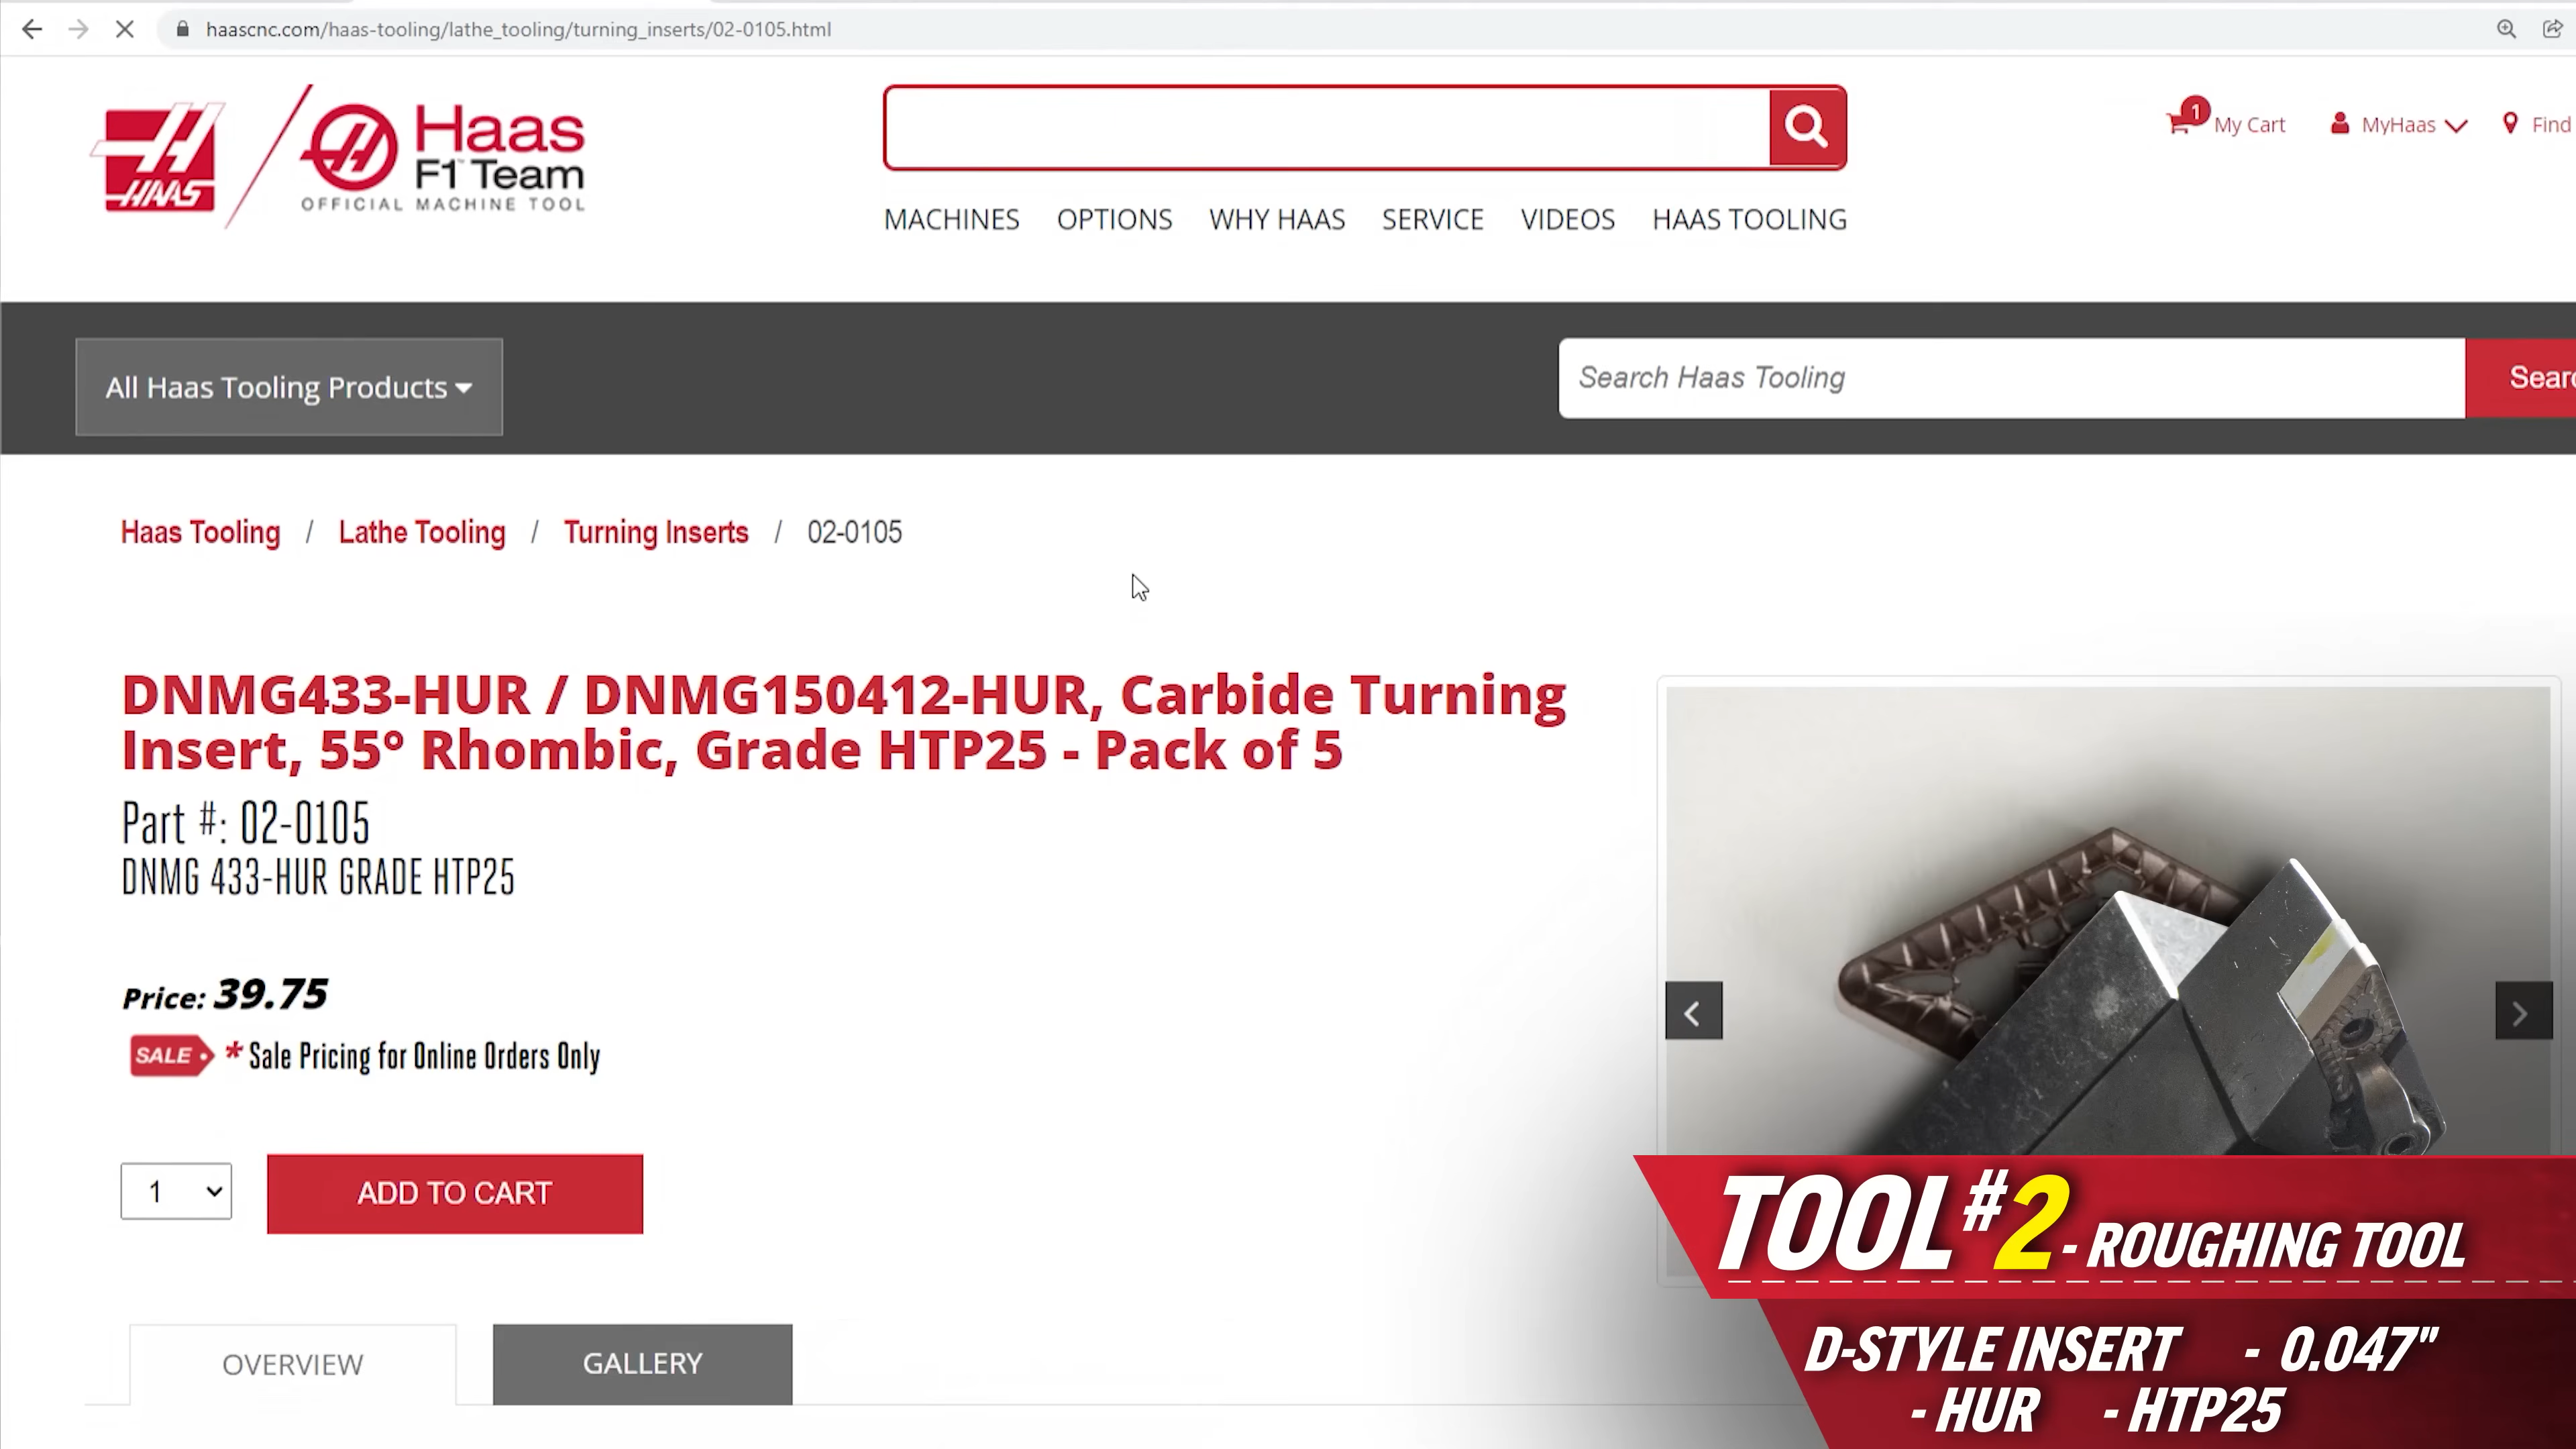 haascnc.com/haas-tooling/lathe_tooling/turning_inserts/02-0105.html
HAAS
Haas
F1™ Team
OFFICIAL MACHINE TOOL
1
My Cart
MyHaas
Find
MACHINES OPTIONS WHY HAAS SERVICE VIDEOS HAAS TOOLING
All Haas Tooling Products
Search Haas Tooling
Sear
Haas Tooling / Lathe Tooling / Turning Inserts / 02-0105
DNMG433-HUR / DNMG150412-HUR, Carbide Turning
Insert, 55° Rhombic, Grade HTP25 - Pack of 5
Part #: 02-0105
DNMG 433-HUR GRADE HTP25
Price: 39.75
SALE * Sale Pricing for Online Orders Only
1
ADD TO CART
OVERVIEW
GALLERY
TOOL #2 - ROUGHING TOOL
D-STYLE INSERT - 0.047"
- HUR - HTP25